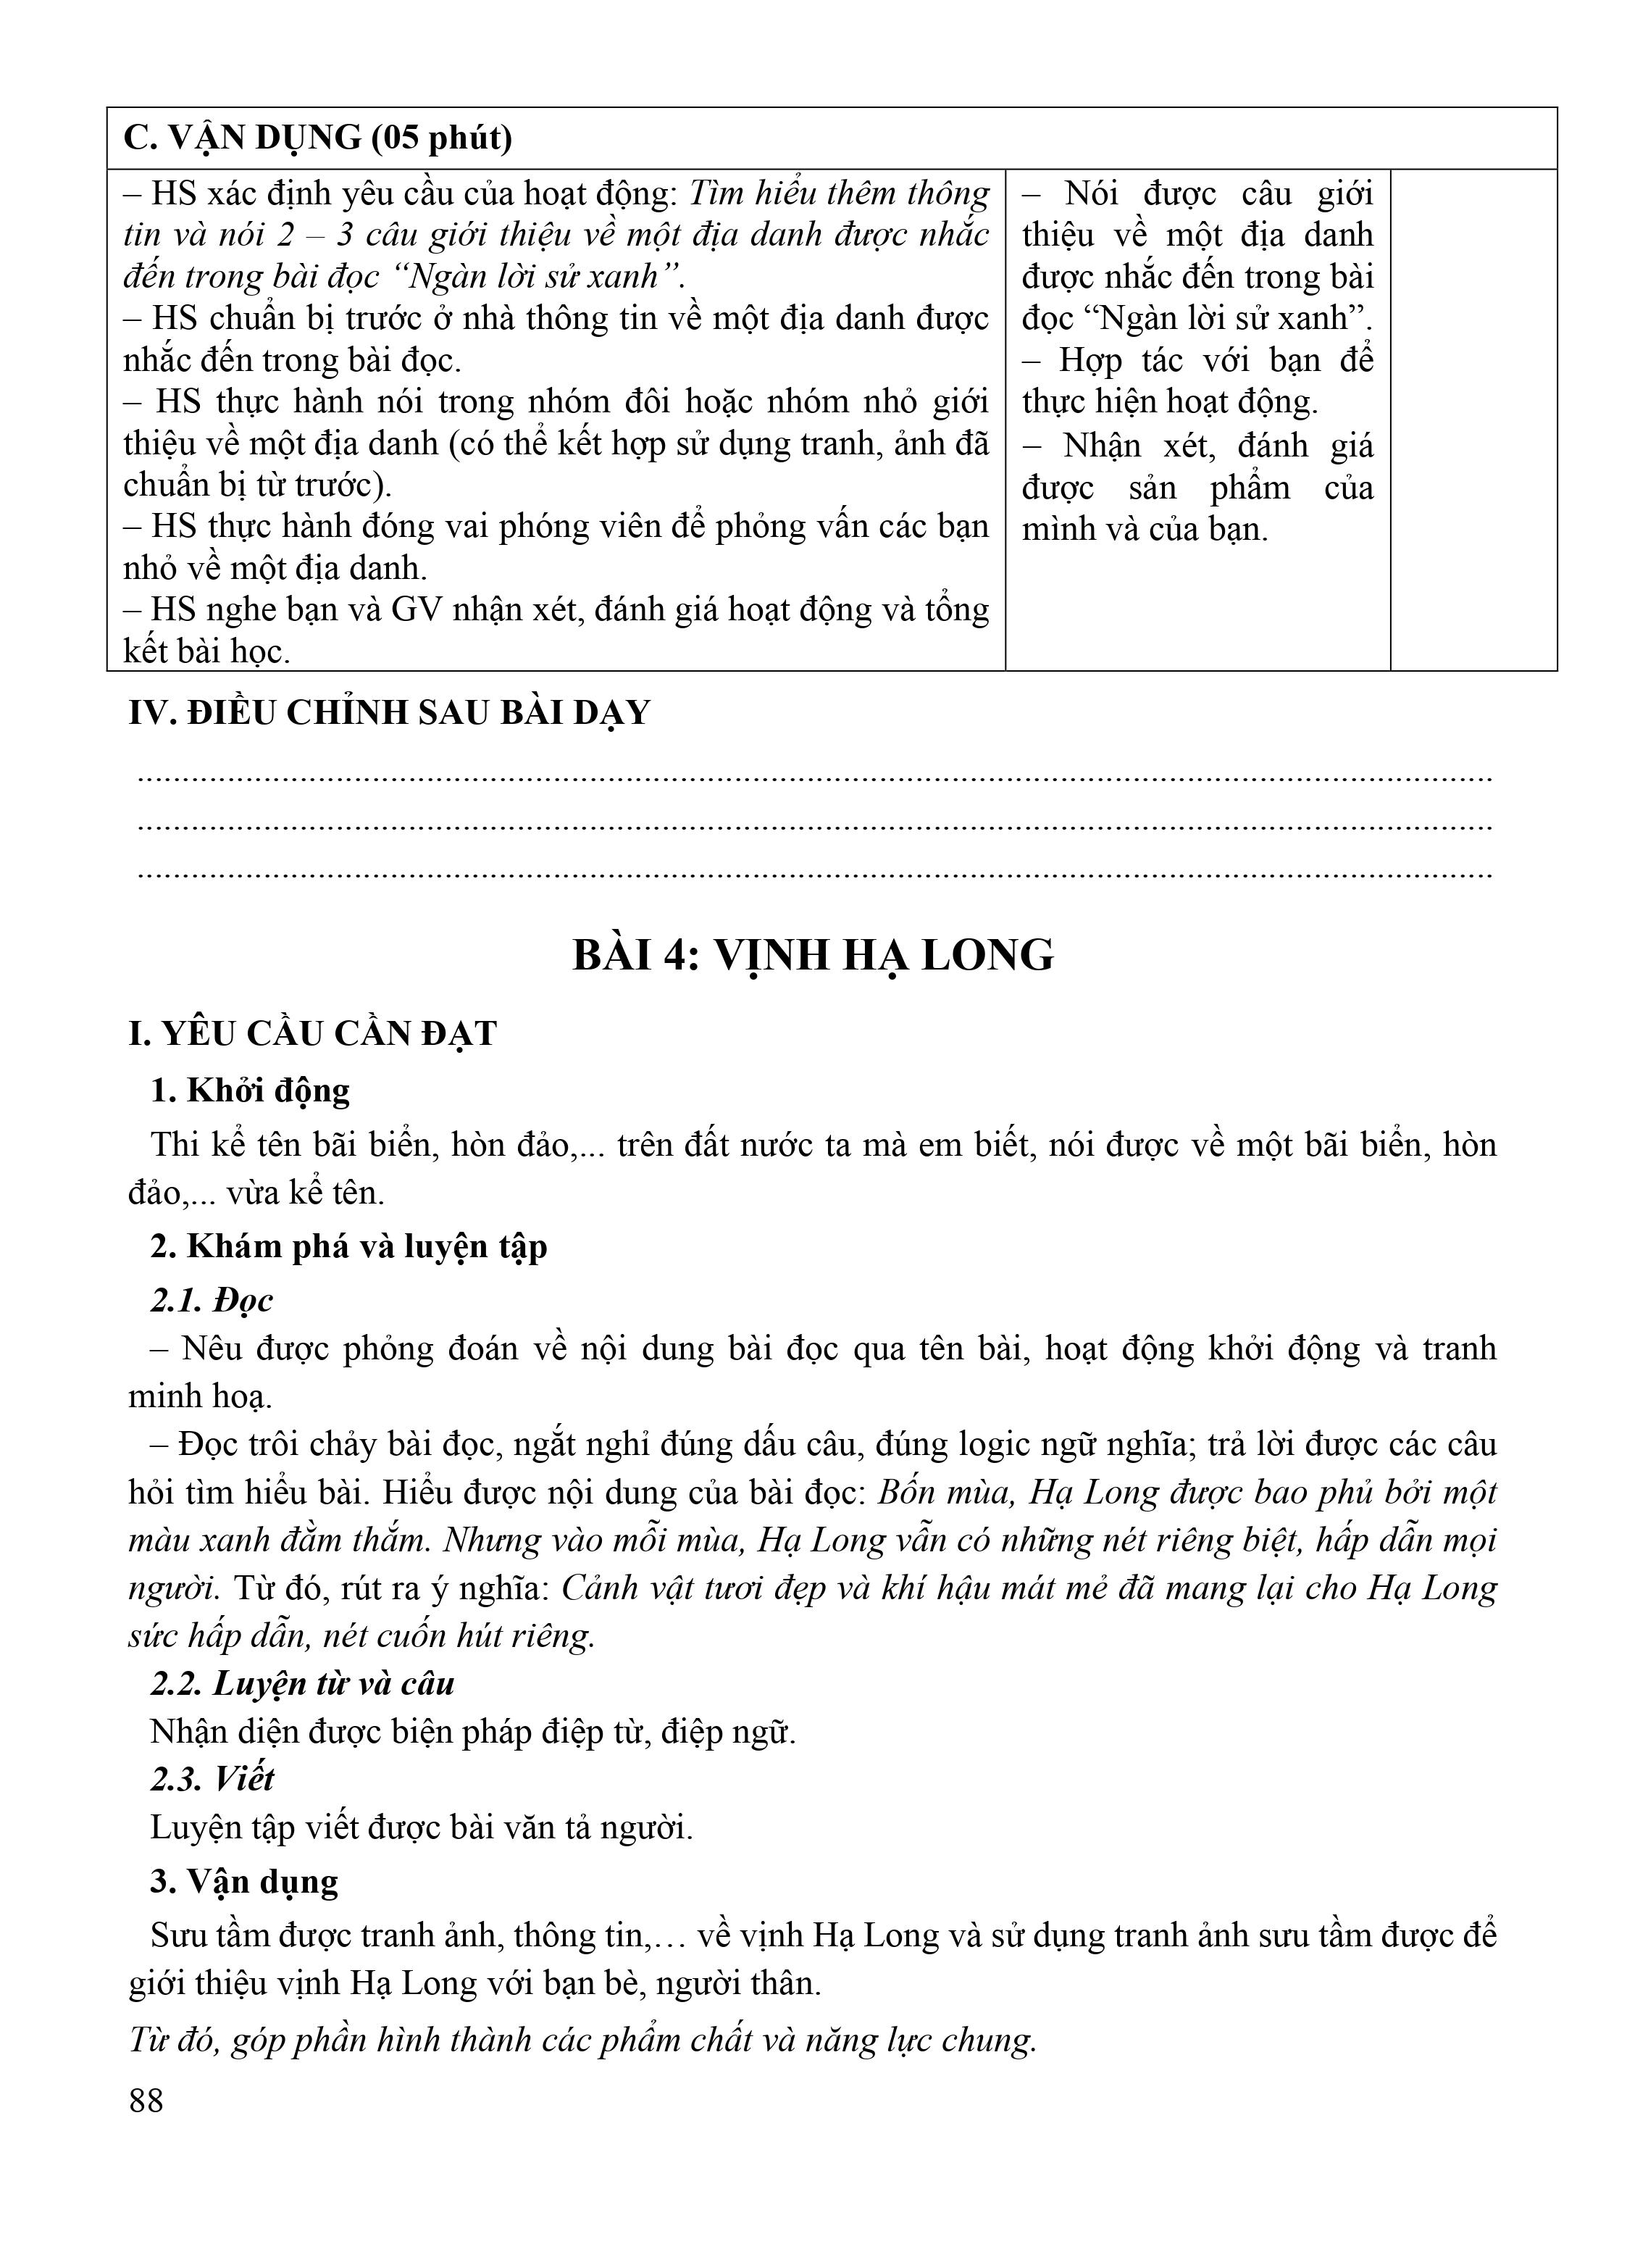 C. VẬN DỤNG (05 phút)
– HS xác định yêu cầu của hoạt động: Tìm hiểu thêm thông
tin và nói 2 – 3 câu giới thiệu về một địa danh được nhắc
đến trong bài đọc “Ngàn lời sử xanh”.
– HS chuẩn bị trước ở nhà thông tin về một địa danh được
nhắc đến trong bài đọc.
– HS thực hành nói trong nhóm đôi hoặc nhóm nhỏ giới
thiệu về một địa danh (có thể kết hợp sử dụng tranh, ảnh đã
chuẩn bị từ trước).
– HS thực hành đóng vai phóng viên để phỏng vấn các bạn
nhỏ về một địa danh.
– HS nghe bạn và GV nhận xét, đánh giá hoạt động và tổng
kết bài học.
– Nói được câu giới
thiệu về một địa danh
được nhắc đến trong bài
đọc “Ngàn lời sử xanh”.
– Hợp tác với bạn để
thực hiện hoạt động.
– Nhận xét, đánh giá
được sản phẩm của
mình và của bạn.
IV. ĐIỀU CHỈNH SAU BÀI DẠY
BÀI 4: VỊNH HẠ LONG
I. YÊU CẦU CẦN ĐẠT
1. Khởi động
Thi kể tên bãi biển, hòn đảo,... trên đất nước ta mà em biết, nói được về một bãi biển, hòn
đảo,... vừa kể tên.
2. Khám phá và luyện tập
2.1. Đọc
– Nêu được phỏng đoán về nội dung bài đọc qua tên bài, hoạt động khởi động và tranh
minh hoạ.
– Đọc trôi chảy bài đọc, ngắt nghỉ đúng dấu câu, đúng logic ngữ nghĩa; trả lời được các câu
hỏi tìm hiểu bài. Hiểu được nội dung của bài đọc: Bốn mùa, Hạ Long được bao phủ bởi một
màu xanh đằm thắm. Nhưng vào mỗi mùa, Hạ Long vẫn có những nét riêng biệt, hấp dẫn mọi
người. Từ đó, rút ra ý nghĩa: Cảnh vật tươi đẹp và khí hậu mát mẻ đã mang lại cho Hạ Long
sức hấp dẫn, nét cuốn hút riêng.
2.2. Luyện từ và câu
Nhận diện được biện pháp điệp từ, điệp ngữ.
2.3. Viết
Luyện tập viết được bài văn tả người.
3. Vận dụng
Sưu tầm được tranh ảnh, thông tin,… về vịnh Hạ Long và sử dụng tranh ảnh sưu tầm được để
giới thiệu vịnh Hạ Long với bạn bè, người thân.
Từ đó, góp phần hình thành các phẩm chất và năng lực chung.
88